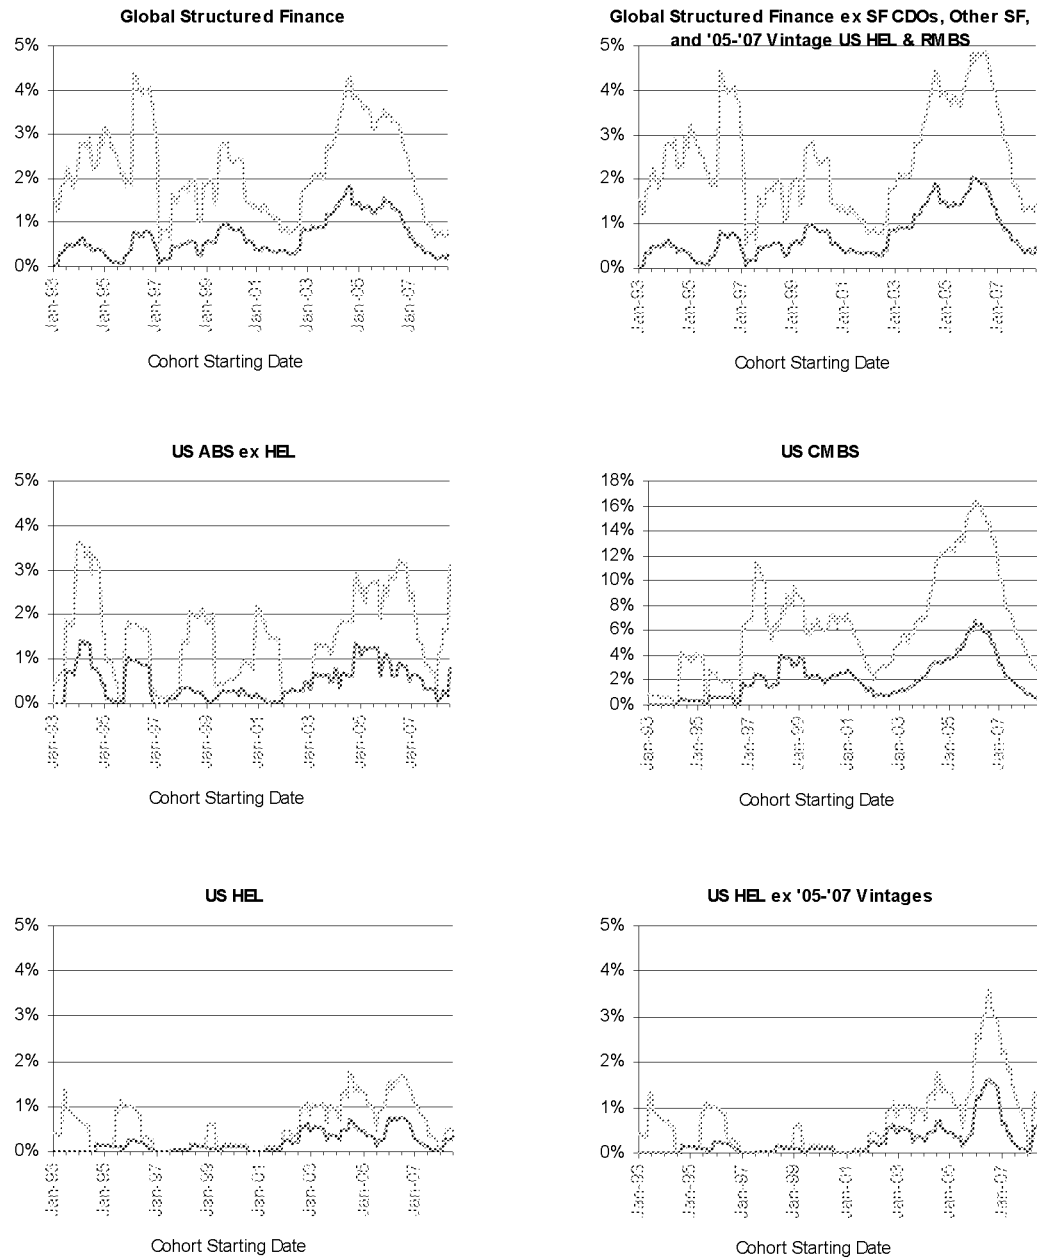 Global Structured Finance
5%
4%
3%
2%
1%
0%
Jan-93
Jan-95
Jan-97
Jan-99
Jan-01
Jan-03
Jan-05
Jan-07
Cohort Starting Date
Global Structured Finance ex SF CDOs, Other SF,
and '05-'07 Vintage US HEL & RMBS
5%
4%
3%
2%
1%
0%
Jan-93
Jan-95
Jan-97
Jan-99
Jan-01
Jan-03
Jan-05
Jan-07
Cohort Starting Date
US ABS ex HEL
5%
4%
3%
2%
1%
0%
Jan-93
Jan-95
Jan-97
Jan-99
Jan-01
Jan-03
Jan-05
Jan-07
Cohort Starting Date
US CMBS
18%
16%
14%
12%
10%
8%
6%
4%
2%
0%
Jan-93
Jan-95
Jan-97
Jan-99
Jan-01
Jan-03
Jan-05
Jan-07
Cohort Starting Date
US HEL
5%
4%
3%
2%
1%
0%
Jan-93
Jan-95
Jan-97
Jan-99
Jan-01
Jan-03
Jan-05
Jan-07
Cohort Starting Date
US HEL ex '05-'07 Vintages
5%
4%
3%
2%
1%
0%
Jan-93
Jan-95
Jan-97
Jan-99
Jan-01
Jan-03
Jan-05
Jan-07
Cohort Starting Date